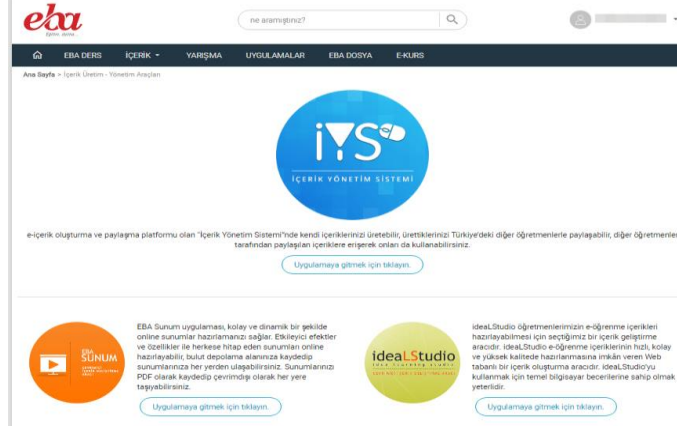 eba
ne aramıştınız?
EBA DERS İÇERİK YARIŞMA UYGULAMALAR EBA DOSYA E-KURS
Ana Sayfa » İçerik Üretim - Yönetim Araçları
iYS
İÇERİK YÖNETİM SİSTEMİ
e-içerik oluşturma ve paylaşma platformu olan "İçerik Yönetim Sistemi"nde kendi içeriklerinizi üretebilir, ürettiklerinizi Türkiye'deki diğer öğretmenlerle paylaşabilir, diğer öğretmenler
tarafından paylaşılan içeriklere erişerek onları da kullanabilirsiniz.
Uygulamaya gitmek için tıklayın.
EBA
SUNUM
EBA Sunum uygulaması, kolay ve dinamik bir şekilde
online sunumlar hazırlamanızı sağlar. Etkileyici efektler
ve özellikler ile herkese hitap eden sunumları online
hazırlayabilir, bulut depolama alanınıza kaydedip
sunumlarınıza her yerden ulaşabilirsiniz. Sunumlarınızı
PDF olarak kaydedip çevrimdışı olarak her yere
taşıyabilirsiniz.
Uygulamaya gitmek için tıklayın.
ideaLStudio
idea learning studio
ideaLStudio öğretmenlerimizin e-öğrenme içerikleri
hazırlayabilmesi için seçtiğimiz bir içerik geliştirme
aracıdır. ideaLStudio e-öğrenme içeriklerinin hızlı, kolay
ve yüksek kalitede hazırlanmasına imkân veren Web
tabanlı bir içerik oluşturma aracıdır. ideaLStudio'yu
kullanmak için temel bilgisayar becerilerine sahip olmak
yeterlidir.
Uygulamaya gitmek için tıklayın.